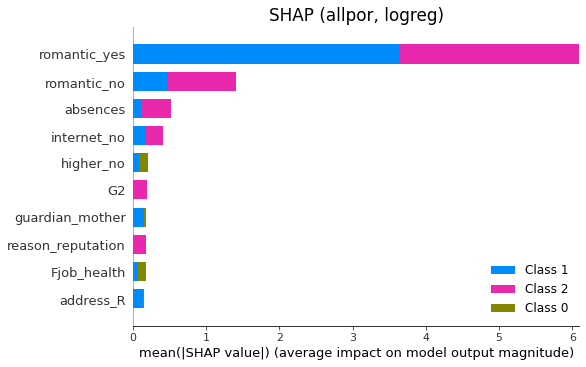 SHAP (allpor, logreg)
romantic_yes
romantic_no
absences
internet_no
higher_no
G2
guardian_mother
reason_reputation
Fjob_health
address_R
Class 1
Class 2
Class 0
0 1 2 3 4 5 6
mean(|SHAP value|) (average impact on model output magnitude)